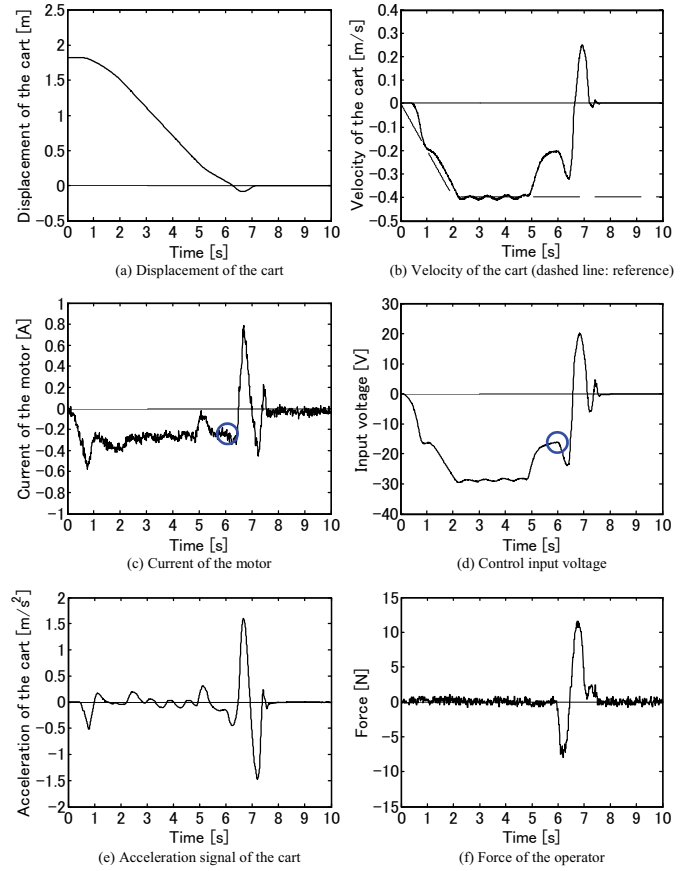 Displacement of the cart [m]
2.5
2
1.5
1
0.5
0
−0.5
0 1 2 3 4 5 6 7 8 9 10
Time [s]
(a) Displacement of the cart
Velocity of the cart [m/s]
0.4
0.3
0.2
0.1
0
−0.1
−0.2
−0.3
−0.4
−0.5
0 1 2 3 4 5 6 7 8 9 10
Time [s]
(b) Velocity of the cart (dashed line: reference)
Current of the motor [A]
0.8
0.6
0.4
0.2
0
−0.2
−0.4
−0.6
−0.8
−1
0 1 2 3 4 5 6 7 8 9 10
Time [s]
(c) Current of the motor
Input voltage [V]
30
20
10
0
−10
−20
−30
−40
0 1 2 3 4 5 6 7 8 9 10
Time [s]
(d) Control input voltage
Acceleration of the cart [m/s²]
2
1.5
1
0.5
0
−0.5
−1
−1.5
−2
0 1 2 3 4 5 6 7 8 9 10
Time [s]
(e) Acceleration signal of the cart
Force [N]
15
10
5
0
−5
−10
−15
0 1 2 3 4 5 6 7 8 9 10
Time [s]
(f) Force of the operator